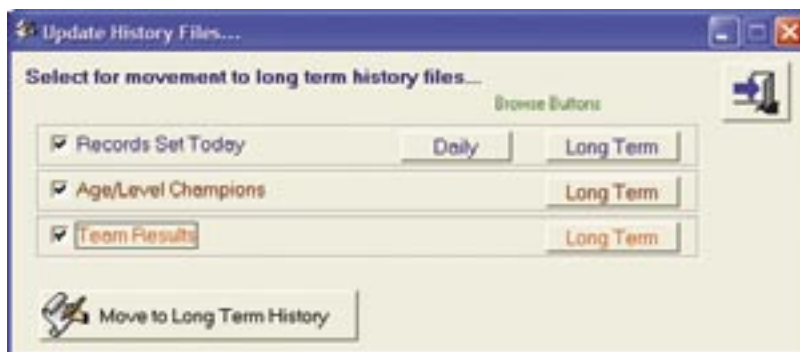 Update History Files...
Select for movement to long term history files...
Browse Buttons
Records Set Today Daily Long Term
Age/Level Champions Long Term
Team Results Long Term
Move to Long Term History